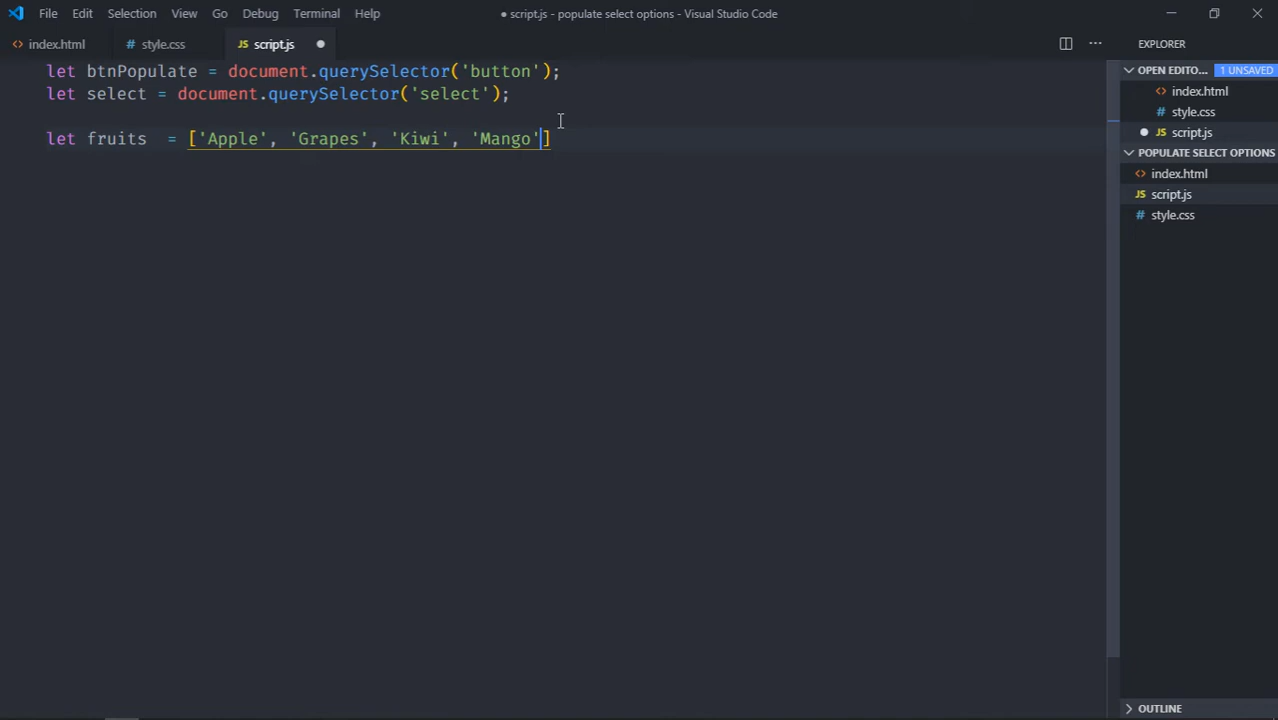 File Edit Selection View Go Debug Terminal Help
● script.js - populate select options - Visual Studio Code
<> index.html
# style.css
JS script.js ●
EXPLORER
OPEN EDITO... 1 UNSAVED
<> index.html
# style.css
● JS script.js
POPULATE SELECT OPTIONS
<> index.html
JS script.js
# style.css
OUTLINE
let btnPopulate = document.querySelector('button');
let select = document.querySelector('select');
let fruits  = ['Apple', 'Grapes', 'Kiwi', 'Mango']